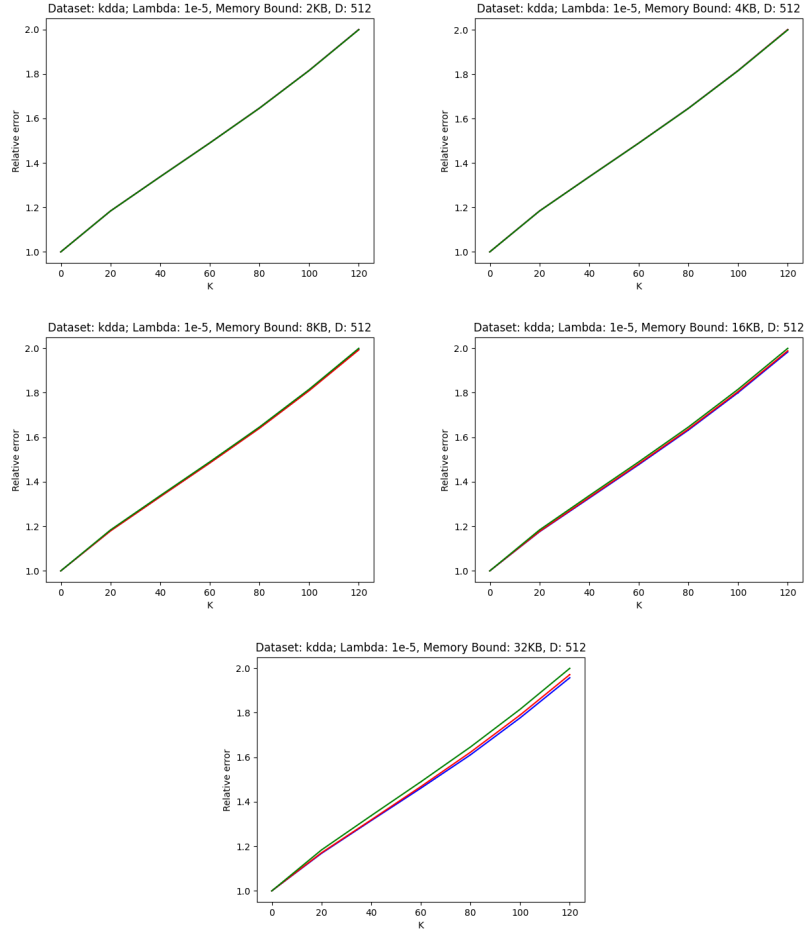 Dataset: kdda; Lambda: 1e-5, Memory Bound: 2KB, D: 512
2.0
1.8
1.6
1.4
1.2
1.0
Relative error
0 20 40 60 80 100 120
K
Dataset: kdda; Lambda: 1e-5, Memory Bound: 4KB, D: 512
2.0
1.8
1.6
1.4
1.2
1.0
Relative error
0 20 40 60 80 100 120
K
Dataset: kdda; Lambda: 1e-5, Memory Bound: 8KB, D: 512
2.0
1.8
1.6
1.4
1.2
1.0
Relative error
0 20 40 60 80 100 120
K
Dataset: kdda; Lambda: 1e-5, Memory Bound: 16KB, D: 512
2.0
1.8
1.6
1.4
1.2
1.0
Relative error
0 20 40 60 80 100 120
K
Dataset: kdda; Lambda: 1e-5, Memory Bound: 32KB, D: 512
2.0
1.8
1.6
1.4
1.2
1.0
Relative error
0 20 40 60 80 100 120
K